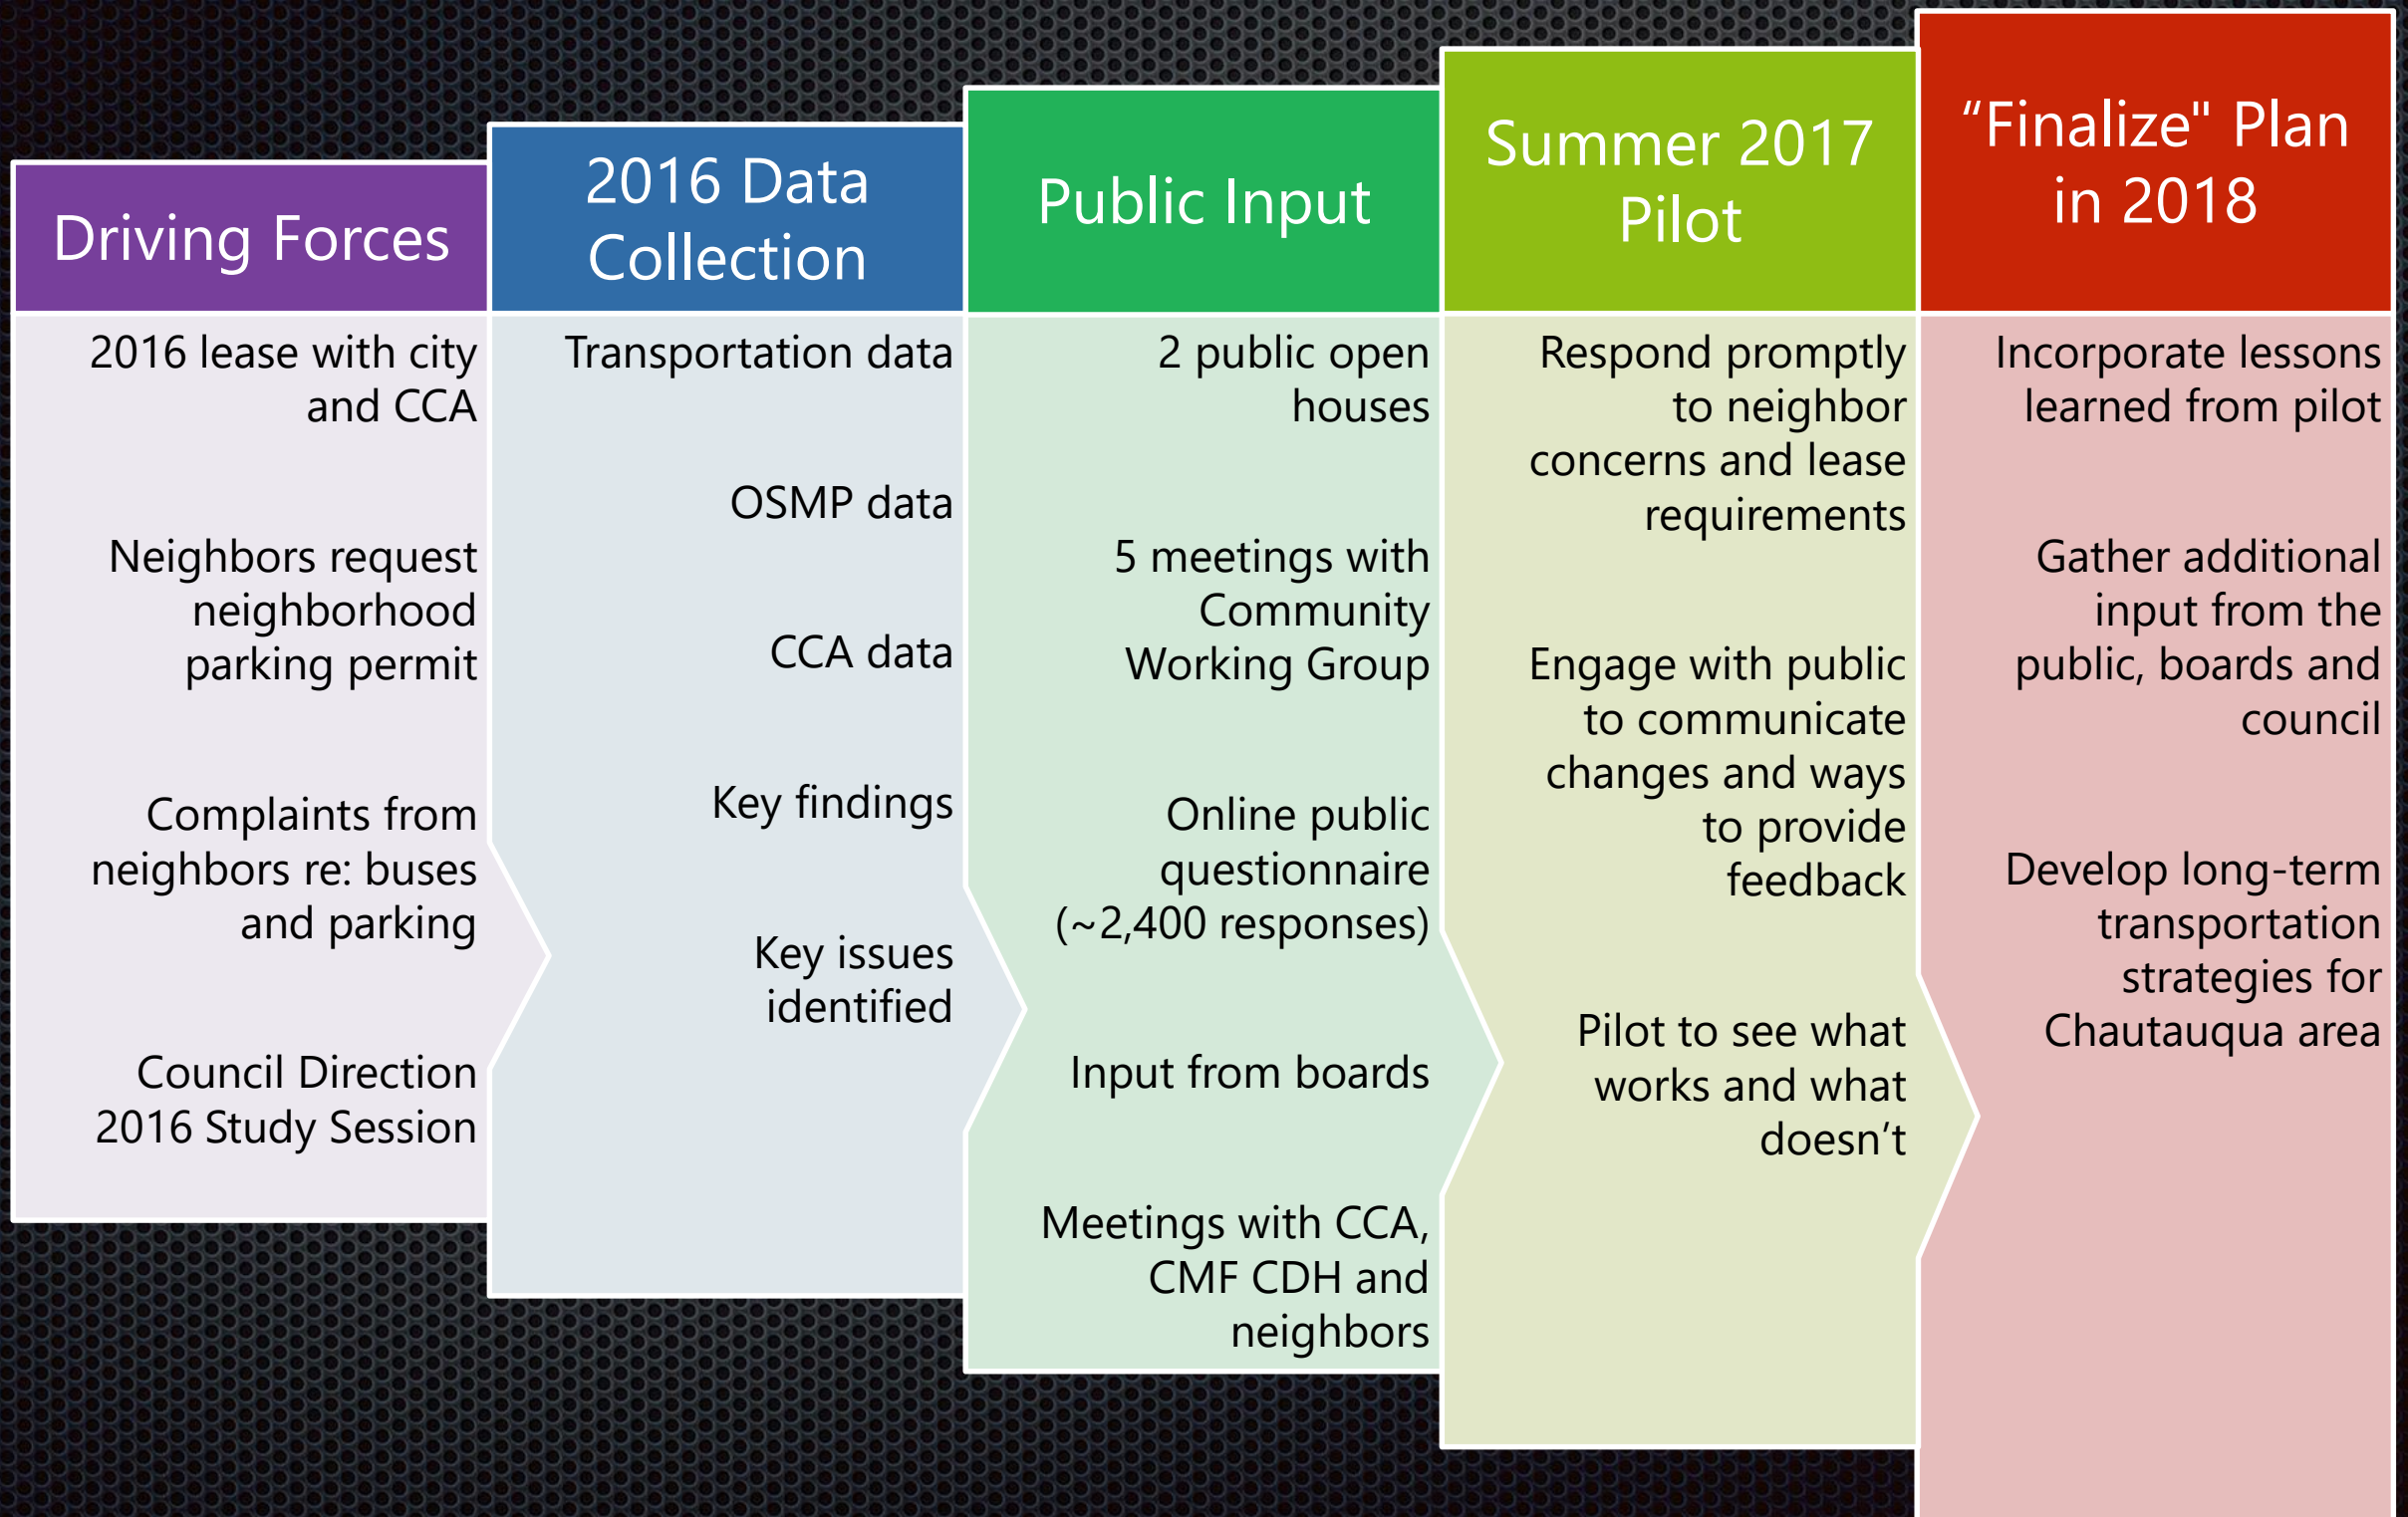 Driving Forces
2016 lease with city
and CCA
Neighbors request
neighborhood
parking permit
Complaints from
neighbors re: buses
and parking
Council Direction
2016 Study Session
2016 Data
Collection
Transportation data
OSMP data
CCA data
Key findings
Key issues
identified
Public Input
2 public open
houses
5 meetings with
Community
Working Group
Online public
questionnaire
(~2,400 responses)
Input from boards
Meetings with CCA,
CMF CDH and
neighbors
Summer 2017
Pilot
Respond promptly
to neighbor
concerns and lease
requirements
Engage with public
to communicate
changes and ways
to provide
feedback
Pilot to see what
works and what
doesn’t
“Finalize" Plan
in 2018
Incorporate lessons
learned from pilot
Gather additional
input from the
public, boards and
council
Develop long-term
transportation
strategies for
Chautauqua area